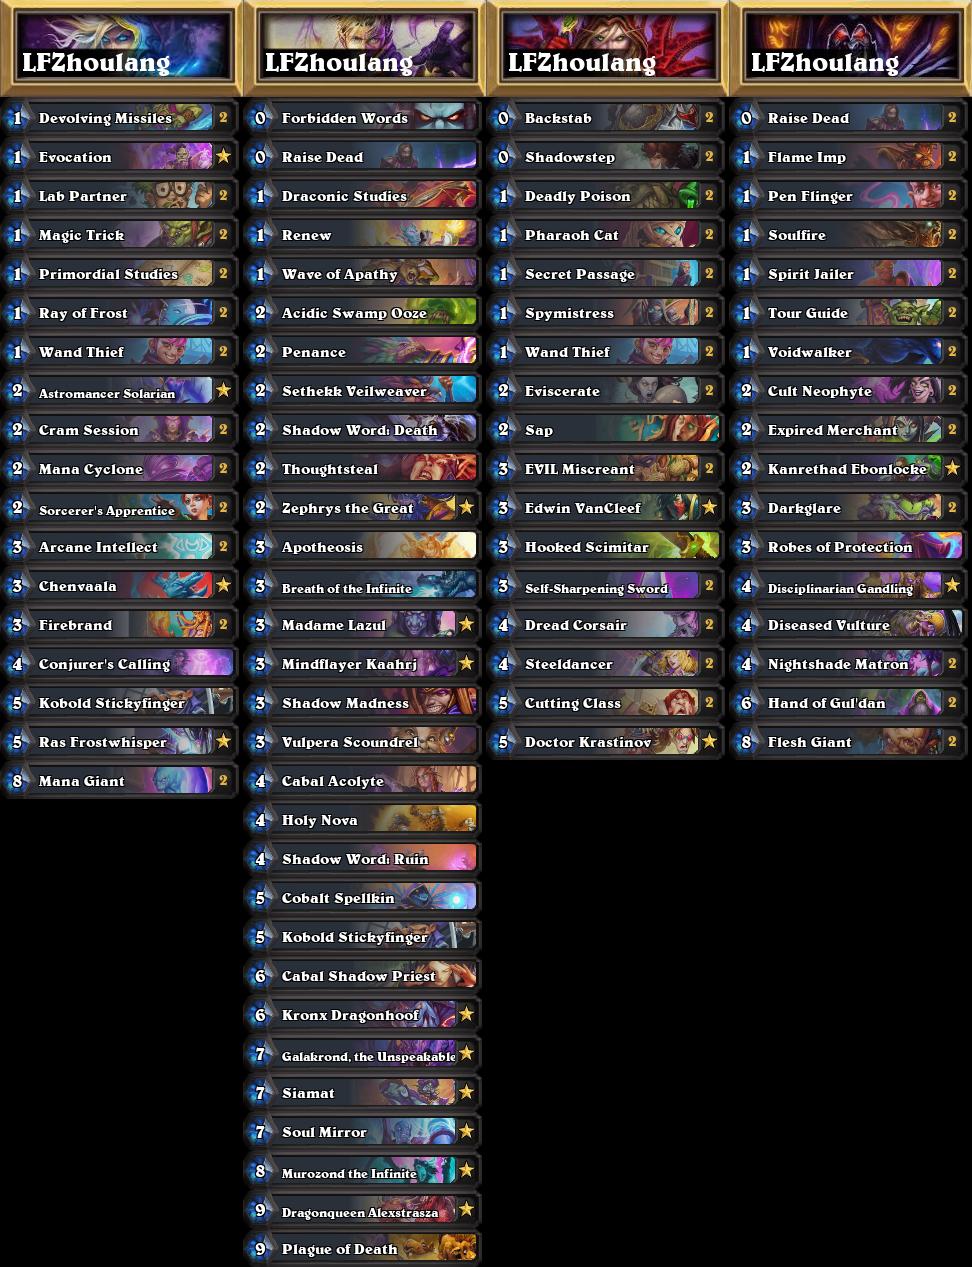 LFZhoulang
1 Devolving Missiles 2
1 Evocation
1 Lab Partner 2
1 Magic Trick 2
1 Primordial Studies 2
1 Ray of Frost 2
1 Wand Thief 2
2 Astromancer Solarian
2 Cram Session 2
2 Mana Cyclone 2
2 Sorcerer's Apprentice 2
3 Arcane Intellect 2
3 Chenvaala
3 Firebrand 2
4 Conjurer's Calling
5 Kobold Stickyfinger
5 Ras Frostwhisper
8 Mana Giant 2
LFZhoulang
0 Forbidden Words
0 Raise Dead
1 Draconic Studies
1 Renew
1 Wave of Apathy
2 Acidic Swamp Ooze
2 Penance
2 Sethekk Veilweaver
2 Shadow Word: Death
2 Thoughtsteal
2 Zephrys the Great
3 Apotheosis
3 Breath of the Infinite
3 Madame Lazul
3 Mindflayer Kaahrj
3 Shadow Madness
3 Vulpera Scoundrel
4 Cabal Acolyte
4 Holy Nova
4 Shadow Word: Ruin
5 Cobalt Spellkin
5 Kobold Stickyfinger
6 Cabal Shadow Priest
6 Kronx Dragonhoof
7 Galakrond, the Unspeakable
7 Siamat
7 Soul Mirror
8 Murozond the Infinite
9 Dragonqueen Alexstrasza
9 Plague of Death
LFZhoulang
0 Backstab 2
0 Shadowstep 2
1 Deadly Poison 2
1 Pharaoh Cat 2
1 Secret Passage 2
1 Spymistress 2
1 Wand Thief 2
2 Eviscerate 2
2 Sap
3 EVIL Miscreant 2
3 Edwin VanCleef
3 Hooked Scimitar
3 Self-Sharpening Sword 2
4 Dread Corsair 2
4 Steeldancer 2
5 Cutting Class 2
5 Doctor Krastinov
LFZhoulang
0 Raise Dead 2
1 Flame Imp 2
1 Pen Flinger 2
1 Soulfire 2
1 Spirit Jailer 2
1 Tour Guide 2
1 Voidwalker 2
2 Cult Neophyte 2
2 Expired Merchant 2
2 Kanrethad Ebonlocke
3 Darkglare 2
3 Robes of Protection
4 Disciplinarian Gandling
4 Diseased Vulture
4 Nightshade Matron 2
6 Hand of Gul'dan 2
8 Flesh Giant 2